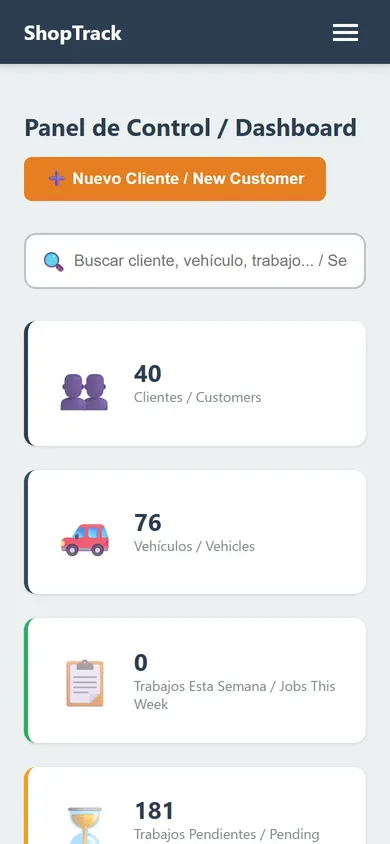 ShopTrack
Panel de Control / Dashboard
Nuevo Cliente / New Customer
Buscar cliente, vehículo, trabajo... / Se
40
Clientes / Customers
76
Vehículos / Vehicles
0
Trabajos Esta Semana / Jobs This
Week
181
Trabajos Pendientes / Pending